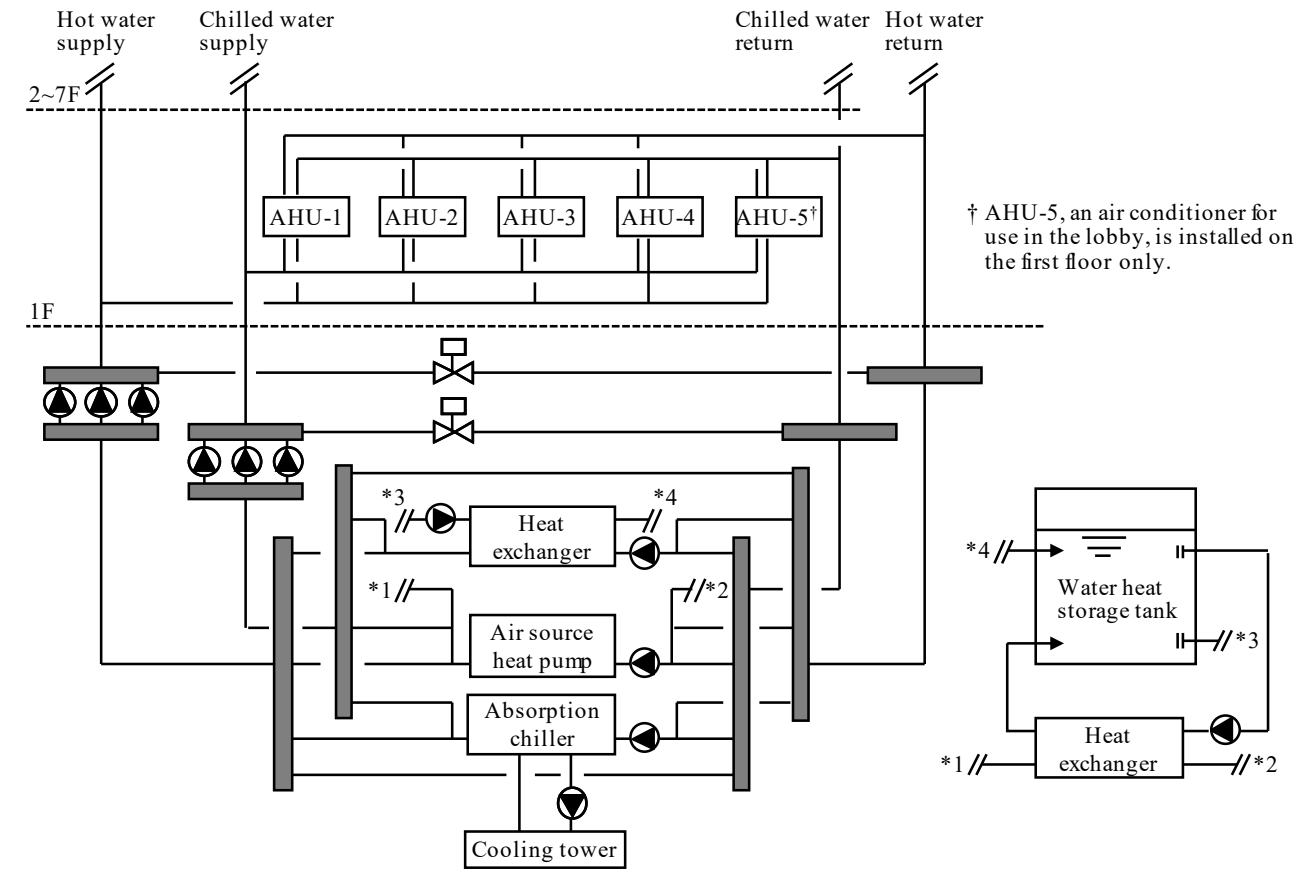 Hot water
supply
Chilled water
supply
Chilled water
return
Hot water
return
2~7F
AHU-1
AHU-2
AHU-3
AHU-4
AHU-5†
† AHU-5, an air conditioner for
use in the lobby, is installed on
the first floor only.
1F
*3
*4
Heat
exchanger
*1
*2
Air source
heat pump
Absorption
chiller
Cooling tower
*4
Water heat
storage tank
*3
Heat
exchanger
*1
*2